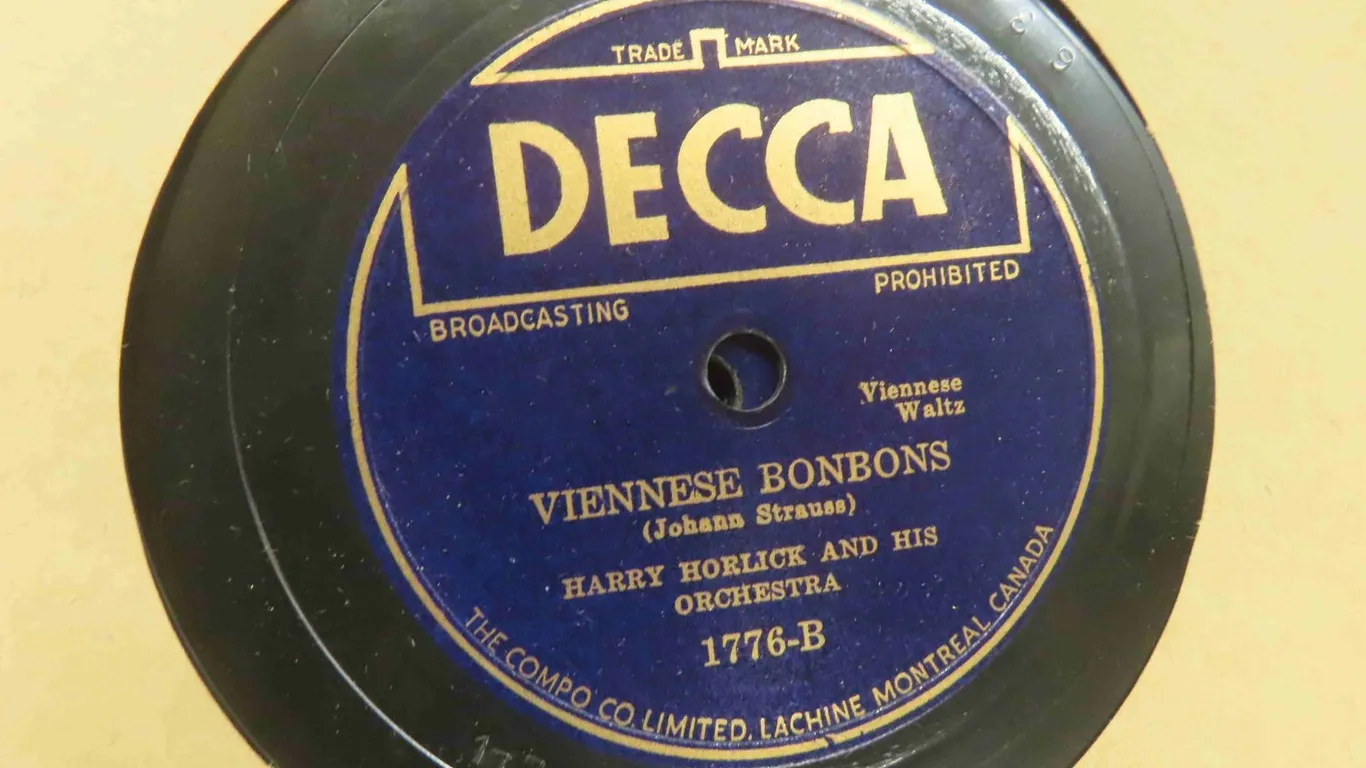 TRADE MARK
DECCA
BROADCASTING PROHIBITED
Viennese
Waltz
VIENNESE BONBONS
(Johann Strauss)
HARRY HORLICK AND HIS
ORCHESTRA
1776-B
THE COMPO CO. LIMITED, LACHINE MONTREAL CANADA